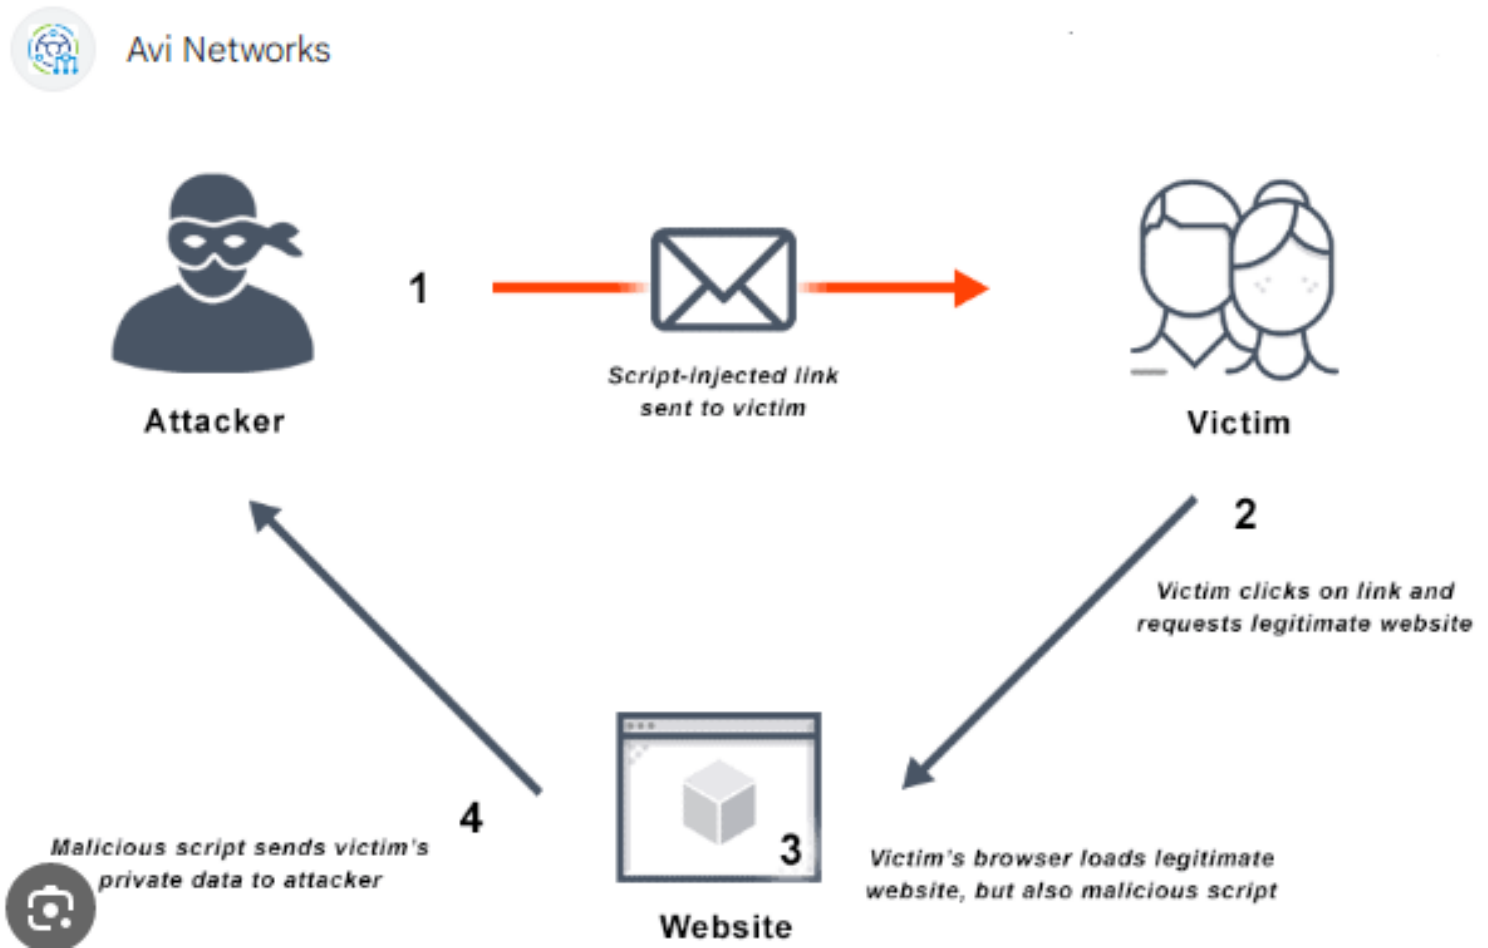 Avi Networks
1
Script-injected link
sent to victim
Attacker
Victim
2
Victim clicks on link and
requests legitimate website
4
Malicious script sends victim's
private data to attacker
3
Victim's browser loads legitimate
website, but also malicious script
Website